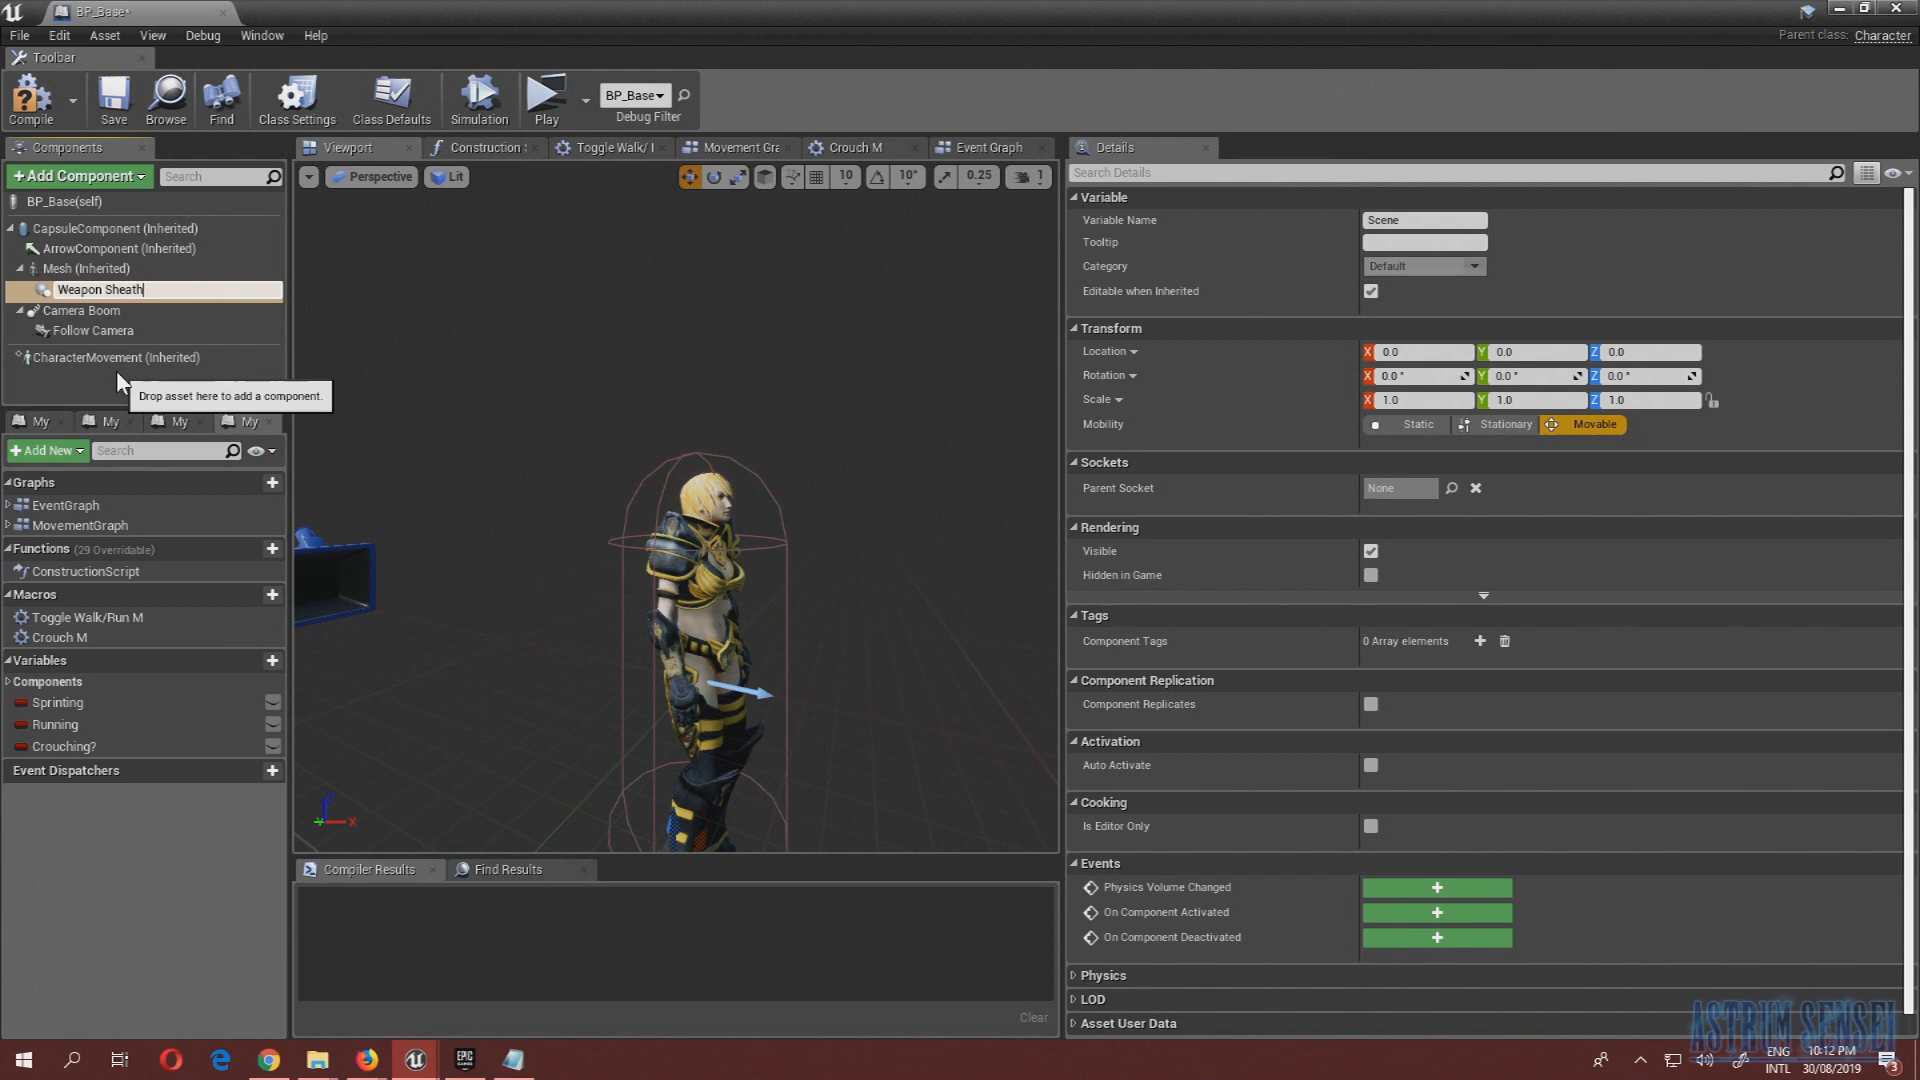 BP_Base*
File Edit Asset View Debug Window Help
Parent class: Character
Toolbar
Compile Save Browse Find Class Settings Class Defaults Simulation Play BP_Base Debug Filter
Components
Viewport Construction S Toggle Walk/ Movement Gra Crouch M Event Graph
Details
+Add Component Search
Perspective Lit 10 10° 0.25 1
Search Details
BP_Base(self)
CapsuleComponent (Inherited)
ArrowComponent (Inherited)
Mesh (Inherited)
Weapon Sheath
Camera Boom
Follow Camera
CharacterMovement (Inherited)
Drop asset here to add a component.
My My My My
+Add New Search
Graphs
EventGraph
MovementGraph
Functions (29 Overridable)
ConstructionScript
Macros
Toggle Walk/Run M
Crouch M
Variables
Components
Sprinting
Running
Crouching?
Event Dispatchers
Z Y X
Compiler Results Find Results
Clear
Variable
Variable Name Scene
Tooltip
Category Default
Editable when Inherited
Transform
Location X 0.0 Y 0.0 Z 0.0
Rotation X 0.0° Y 0.0° Z 0.0°
Scale X 1.0 Y 1.0 Z 1.0
Mobility Static Stationary Movable
Sockets
Parent Socket None
Rendering
Visible
Hidden in Game
Tags
Component Tags 0 Array elements
Component Replication
Component Replicates
Activation
Auto Activate
Cooking
Is Editor Only
Events
Physics Volume Changed
On Component Activated
On Component Deactivated
Physics
LOD
Asset User Data
ASTRIM SENSEI
EPIC GAMES
ENG 10:12 PM
INTL 30/08/2019 3